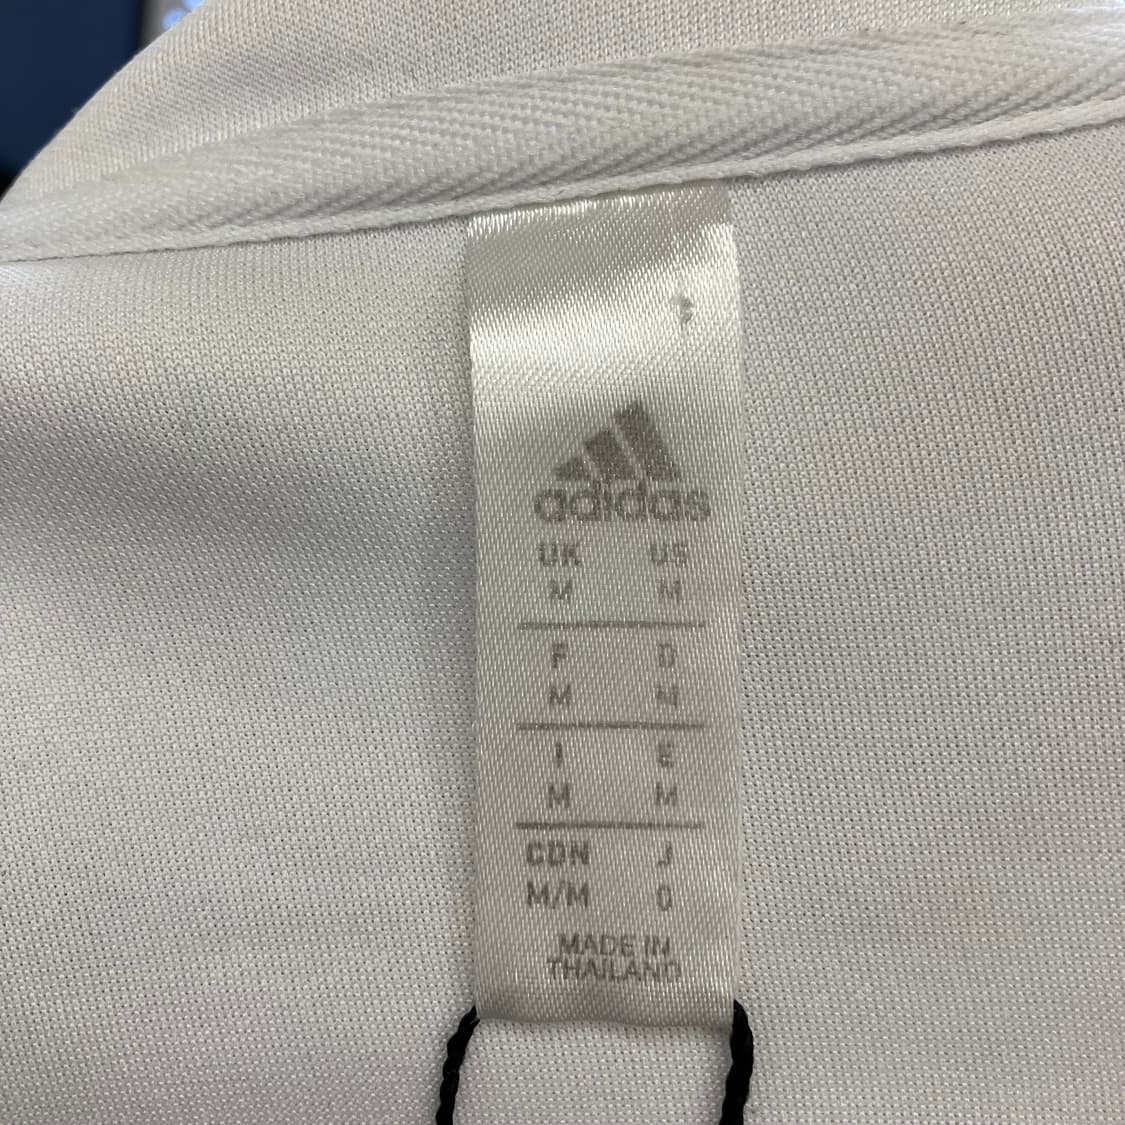 adidas
UK US
M M
F D
M M
I E
M M
CDN J
M/M O
MADE IN
THAILAND